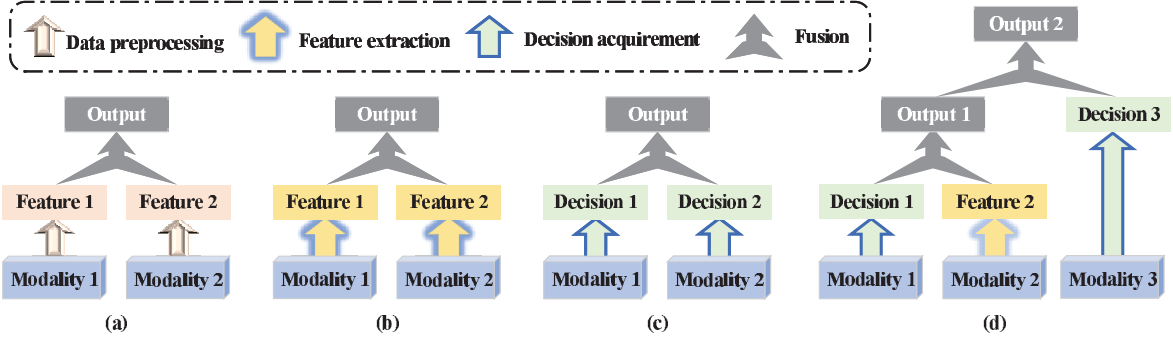 Data preprocessing
Feature extraction
Decision acquirement
Fusion
Output
Feature 1
Feature 2
Modality 1
Modality 2
(a)
Output
Feature 1
Feature 2
Modality 1
Modality 2
(b)
Output
Decision 1
Decision 2
Modality 1
Modality 2
(c)
Output 2
Output 1
Decision 3
Decision 1
Feature 2
Modality 1
Modality 2
Modality 3
(d)